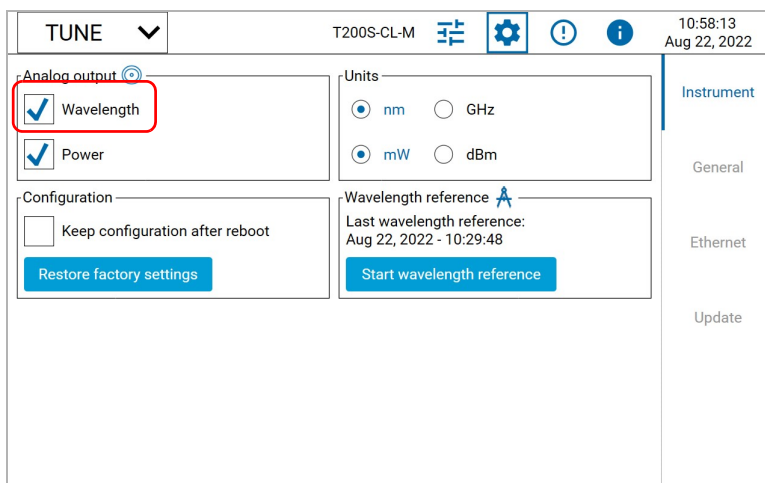 TUNE
T200S-CL-M
10:58:13
Aug 22, 2022
Analog output
Wavelength
Power
Units
nm
GHz
mW
dBm
Configuration
Keep configuration after reboot
Restore factory settings
Wavelength reference
Last wavelength reference:
Aug 22, 2022 - 10:29:48
Start wavelength reference
Instrument
General
Ethernet
Update